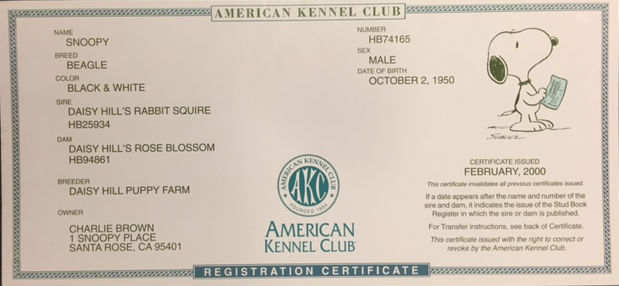 AMERICAN KENNEL CLUB
NAME
SNOOPY
BREED
BEAGLE
COLOR
BLACK & WHITE
SIRE
DAISY HILL'S RABBIT SQUIRE
HB25934
DAM
DAISY HILL'S ROSE BLOSSOM
HB94861
BREEDER
DAISY HILL PUPPY FARM
OWNER
CHARLIE BROWN
1 SNOOPY PLACE
SANTA ROSE, CA 95401
NUMBER
HB74165
SEX
MALE
DATE OF BIRTH
OCTOBER 2, 1950
SCHULZ
AMERICAN KENNEL CLUB
AKC
FOUNDED 1884
AMERICAN
KENNEL CLUB
CERTIFICATE ISSUED
FEBRUARY, 2000
This certificate invalidates all previous certificates issued.
If a date appears after the name and number of the
sire and dam, it indicates the issue of the Stud Book
Register in which the sire or dam is published.
For Transfer instructions, see back of Certificate.
This certificate issued with the right to correct or
revoke by the American Kennel Club.
REGISTRATION CERTIFICATE